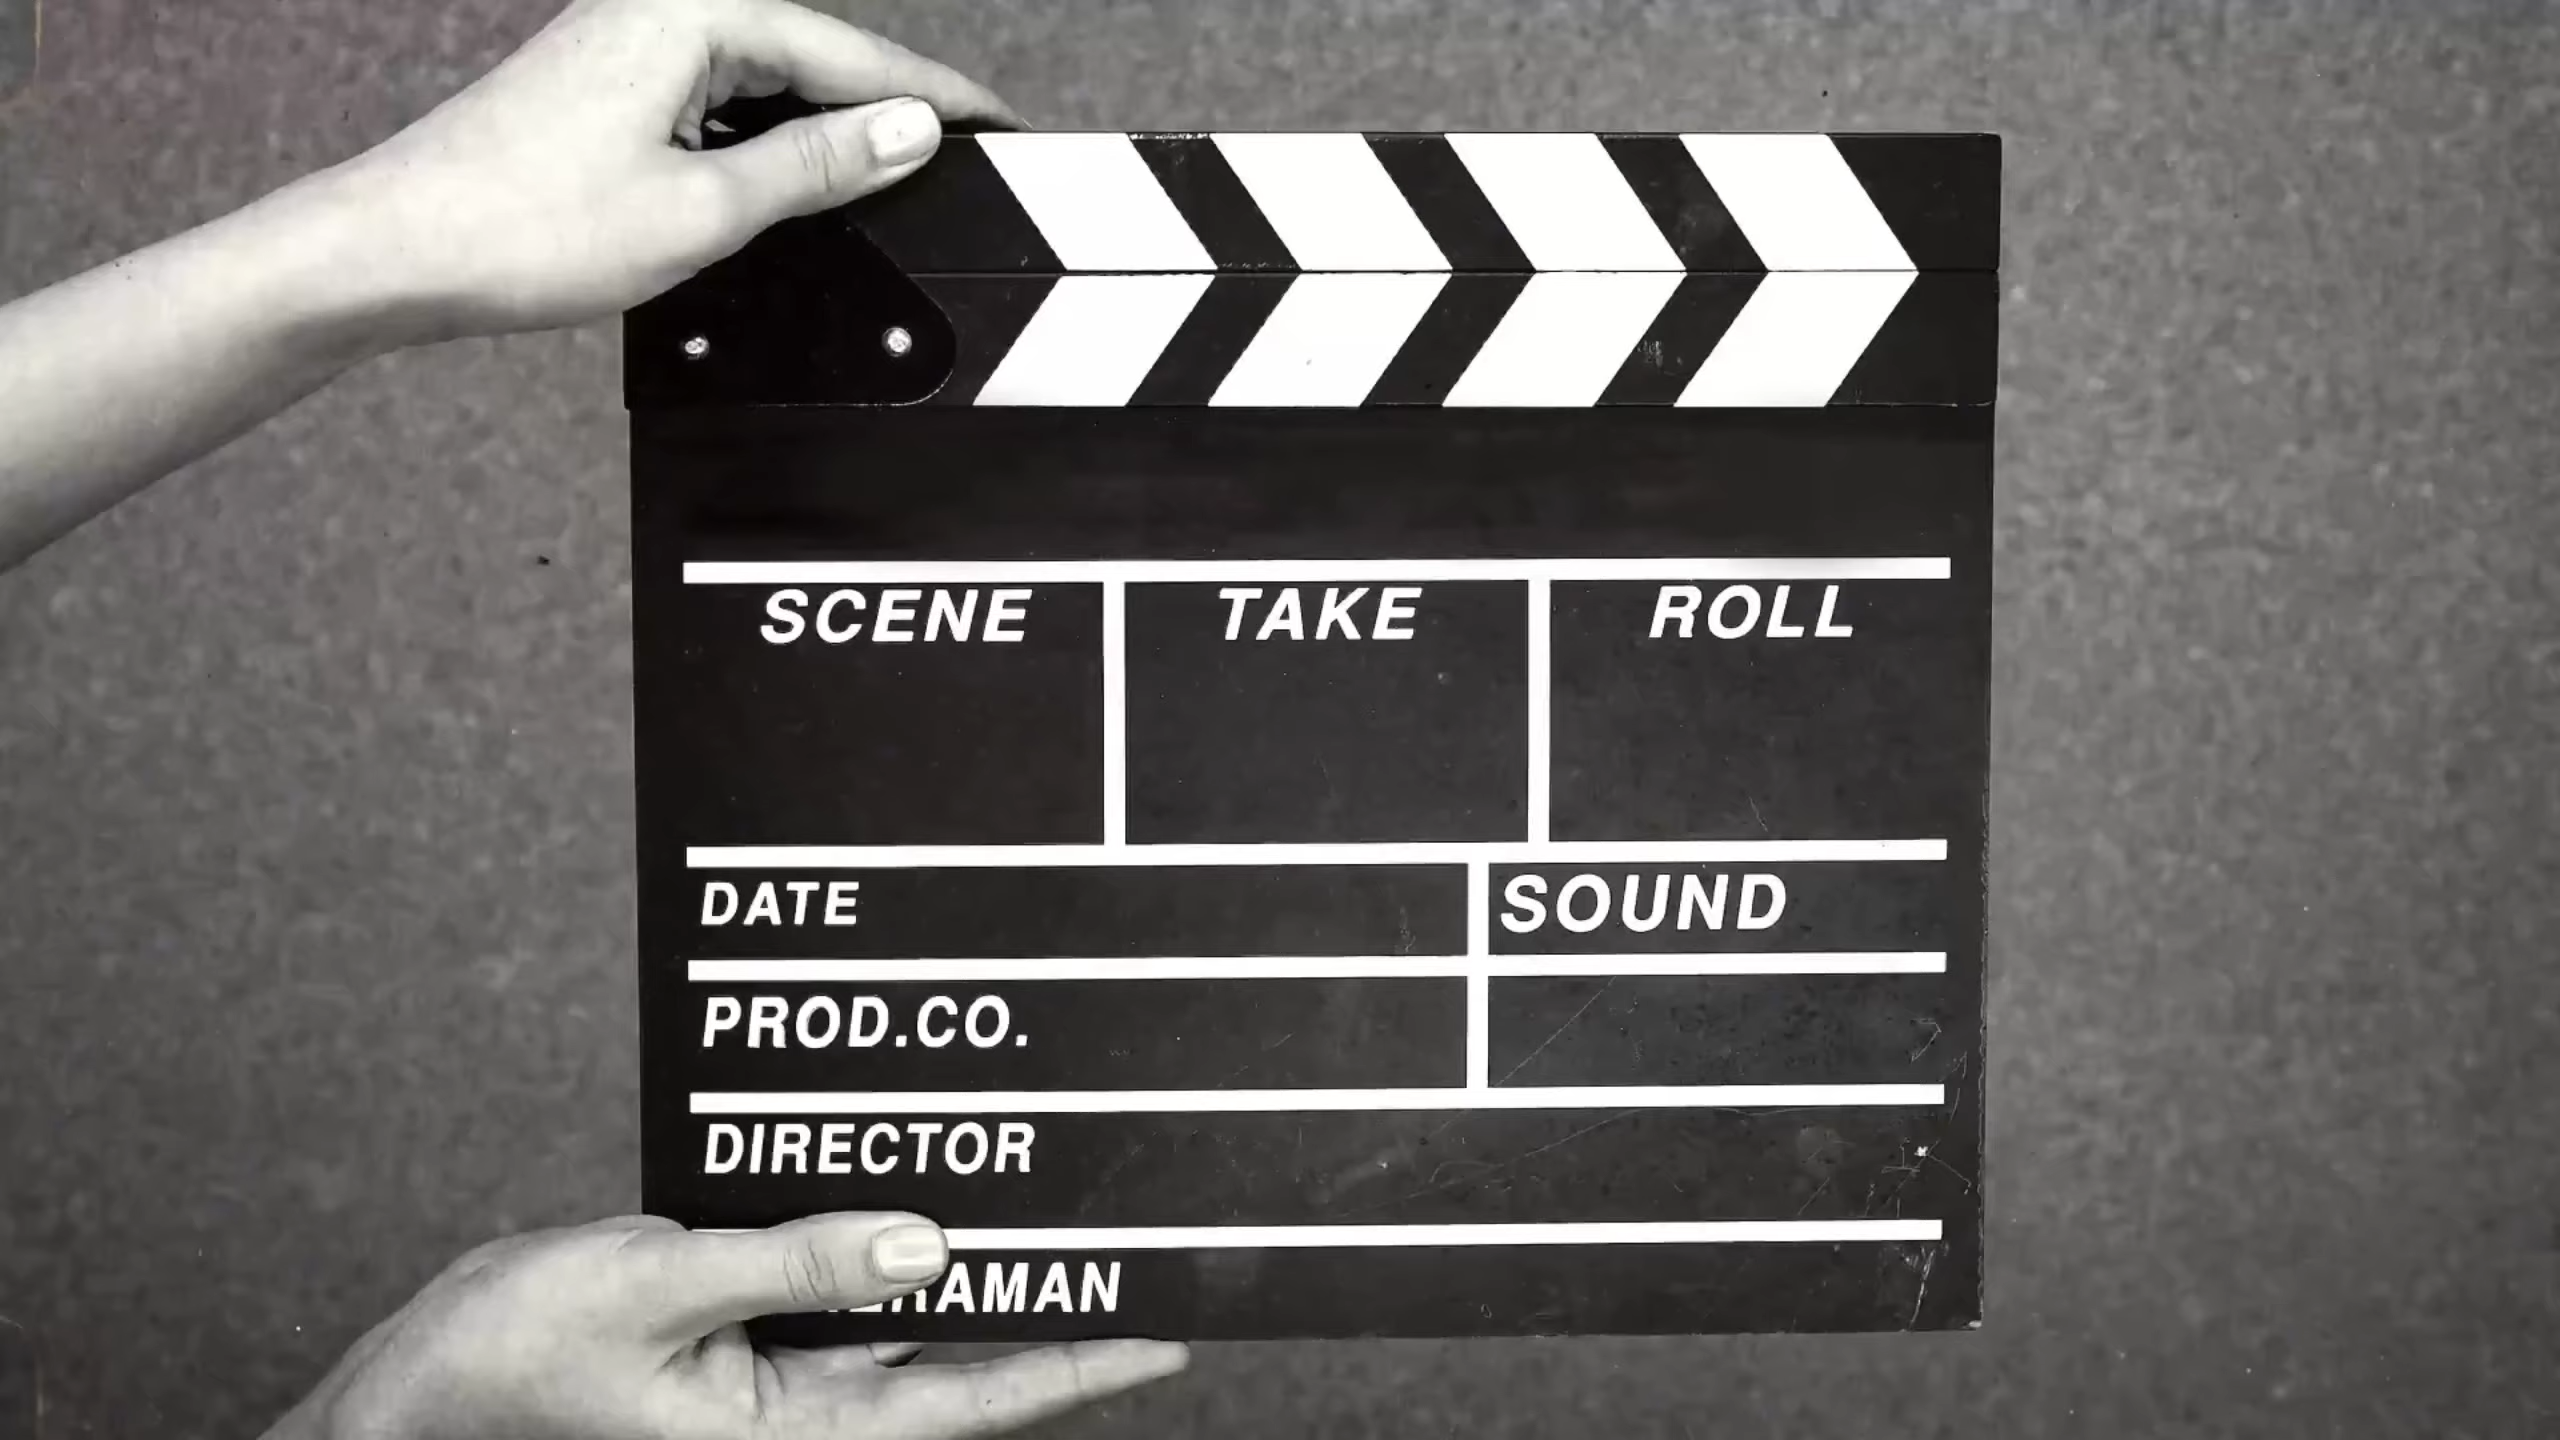 SCENE TAKE ROLL
DATE SOUND
PROD.CO.
DIRECTOR